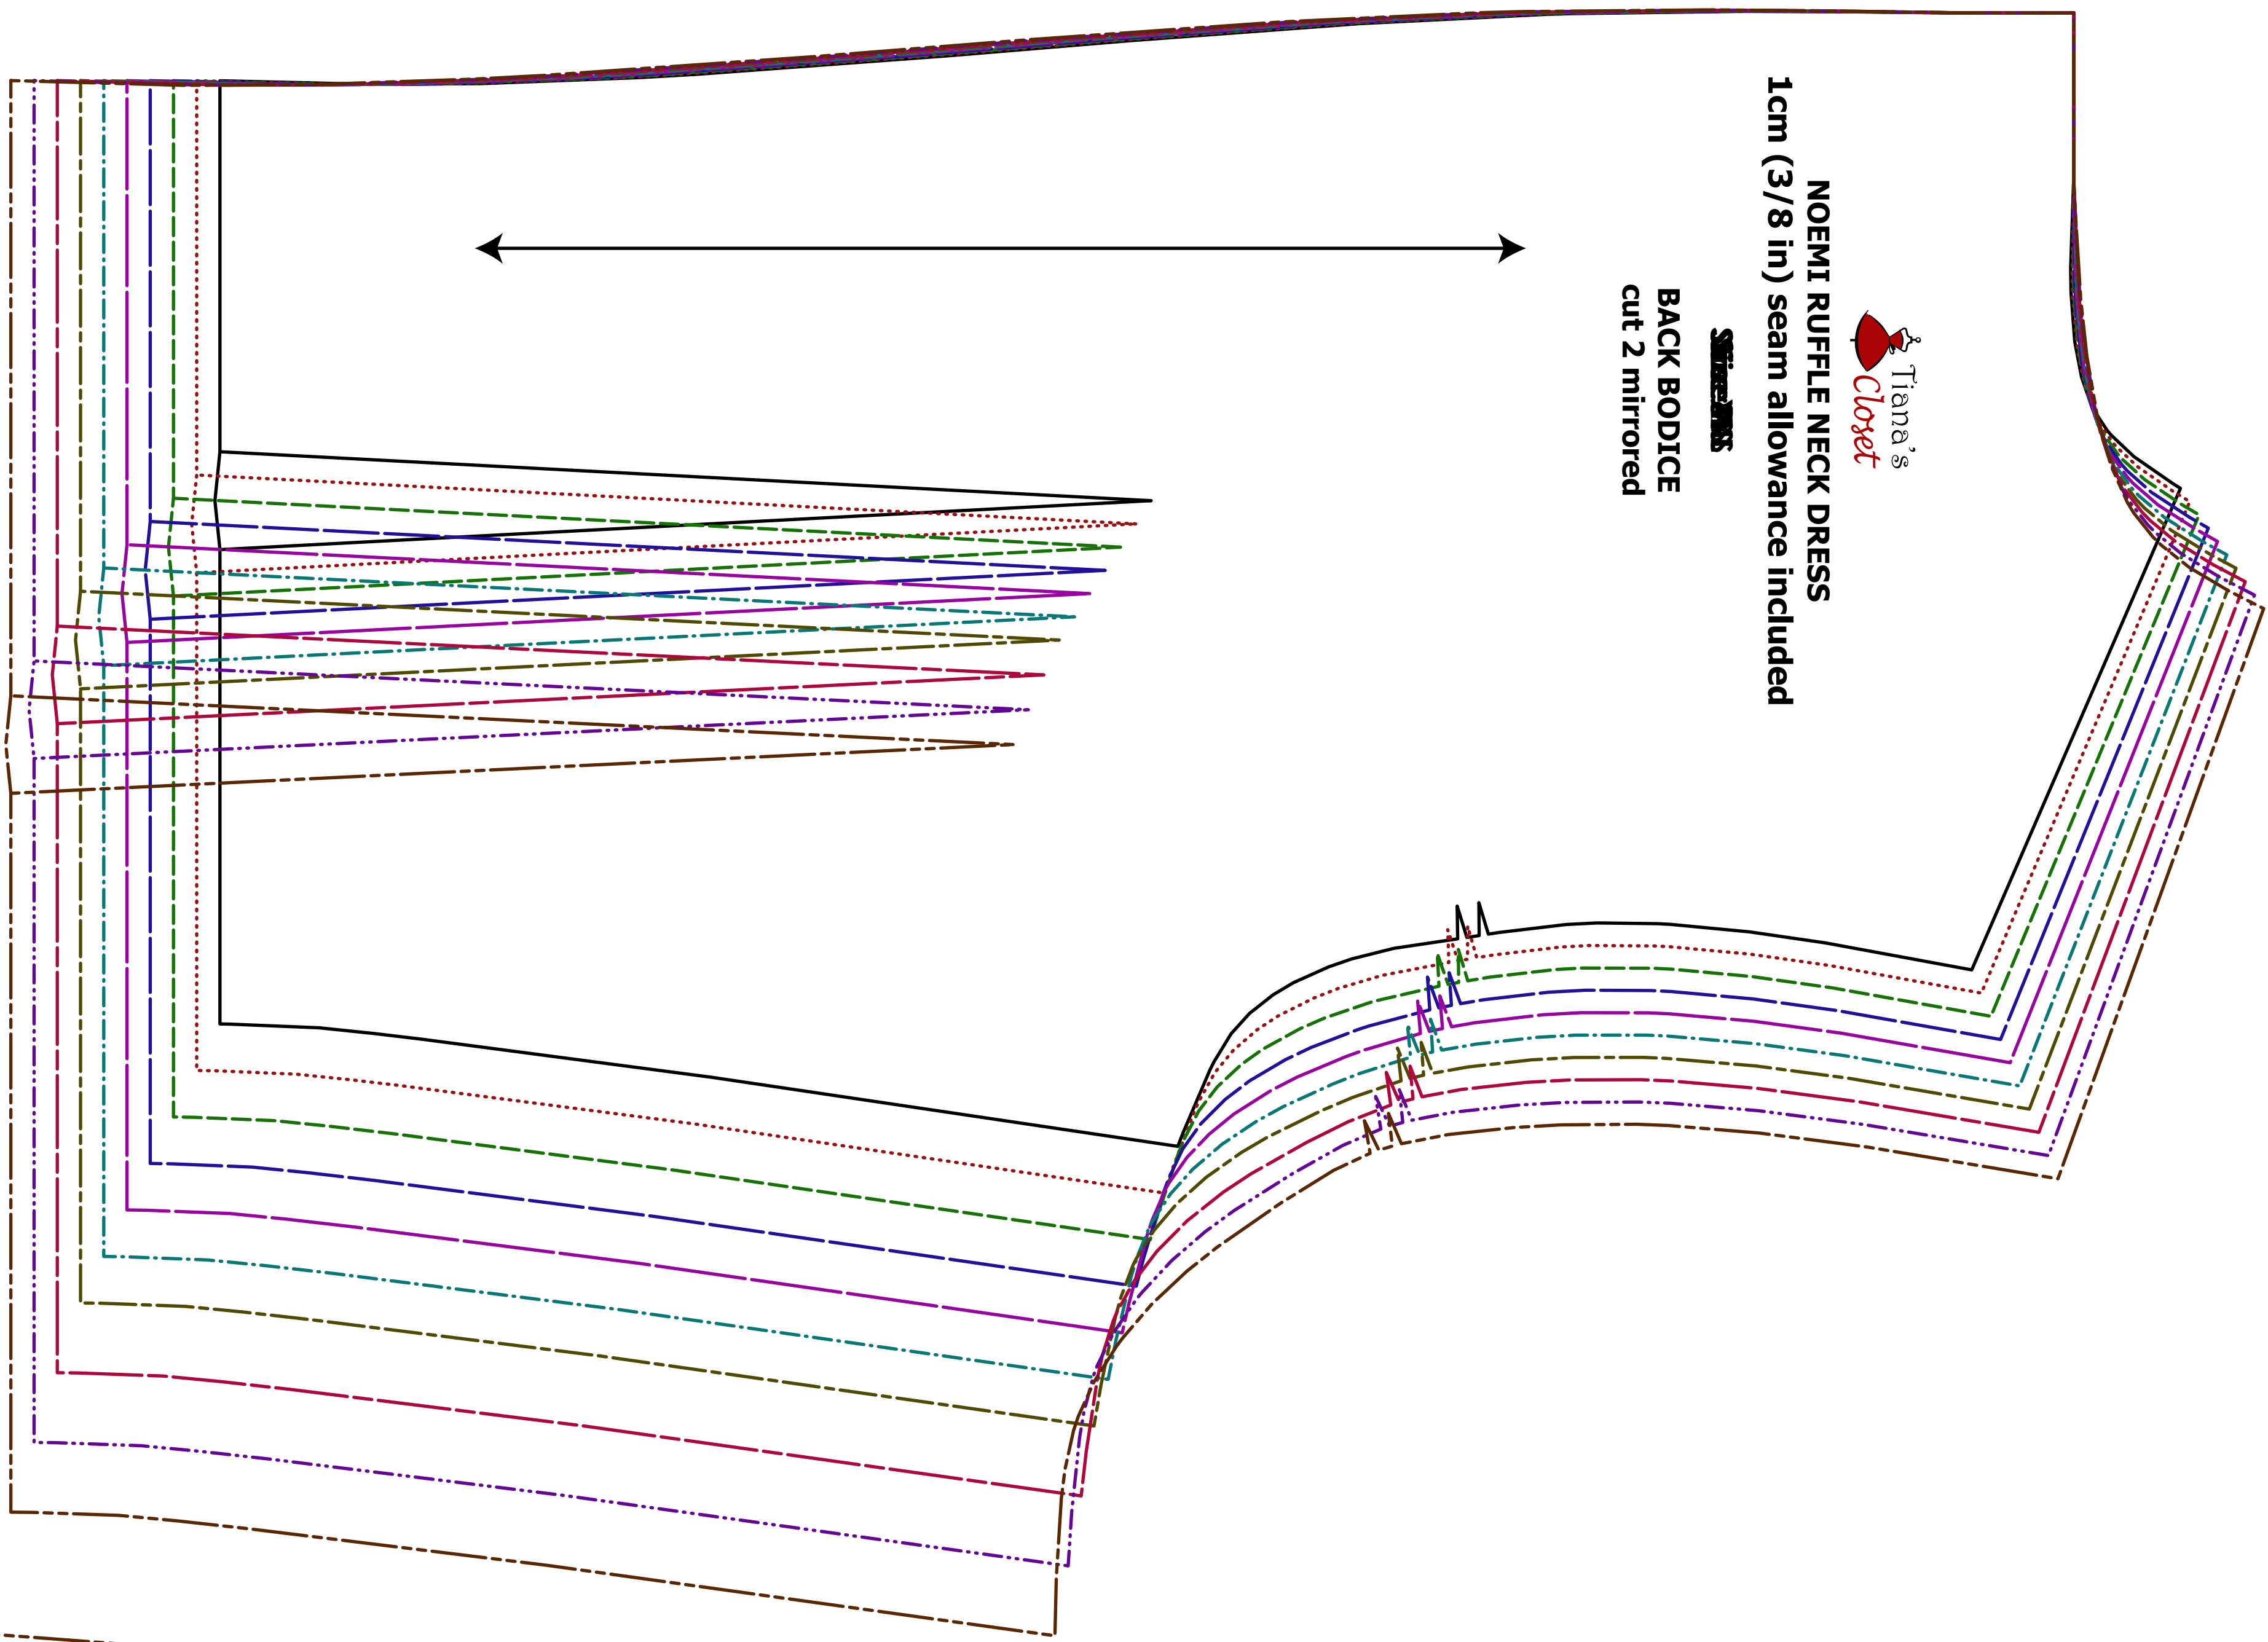 Tiana's
Closet
NOEMI RUFFLE NECK DRESS
1cm (3/8 in) seam allowance included
BACK BODICE
cut 2 mirrored